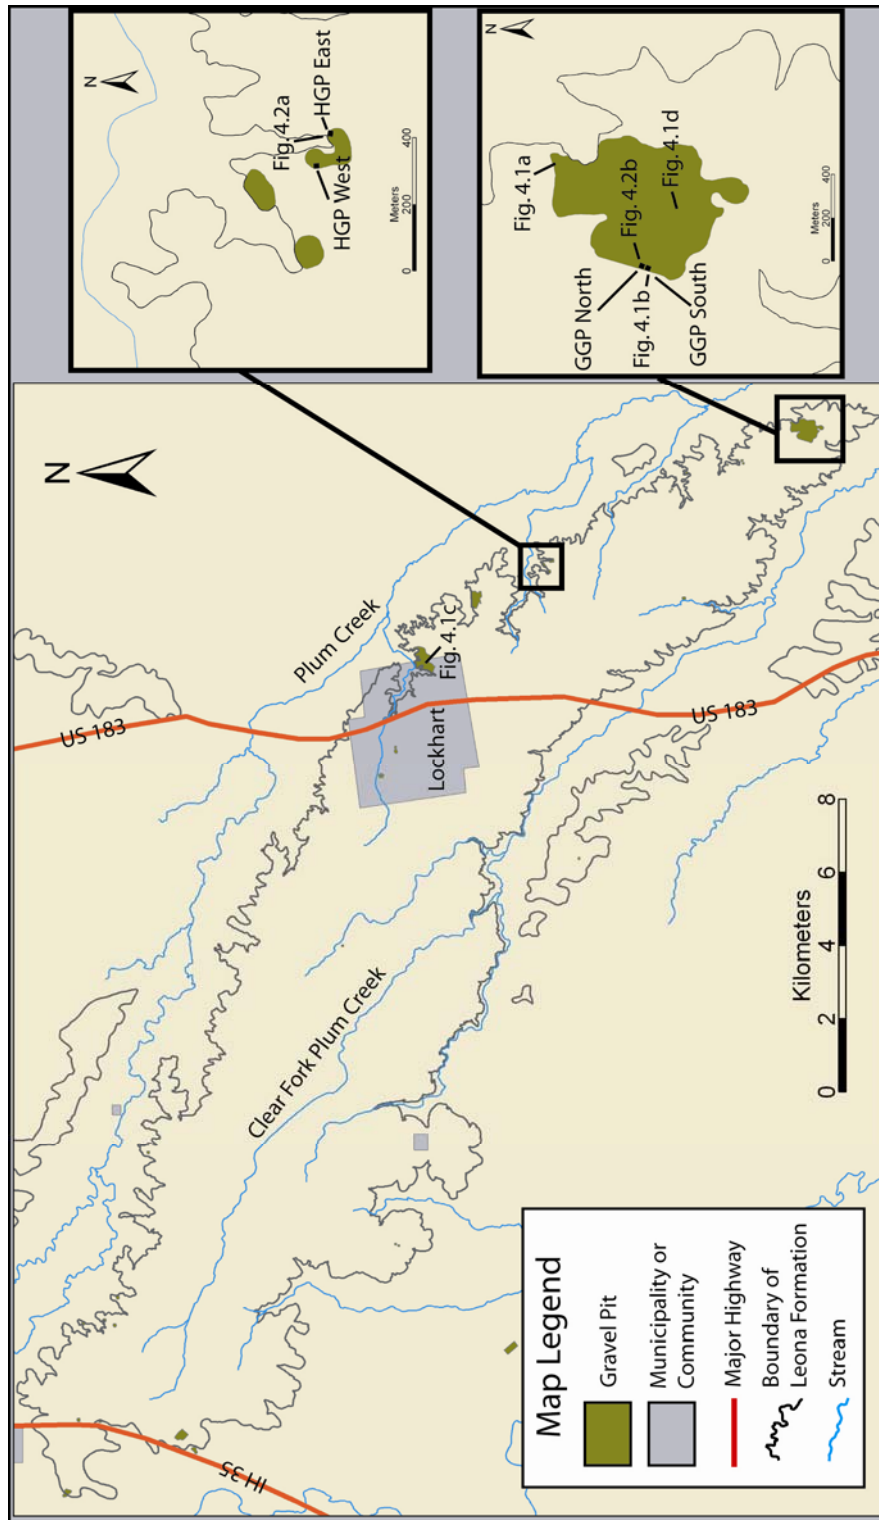 N
US 183
Plum Creek
Fig. 4.1c
Lockhart
US 183
Clear Fork Plum Creek
IH 35
Kilometers
0 2 4 6 8
Map Legend
Gravel Pit
Municipality or
Community
Major Highway
Boundary of
Leona Formation
Stream
N
Fig. 4.2a
HGP East
HGP West
Meters
0 200 400
N
Fig. 4.1a
GGP North
Fig. 4.2b
Fig. 4.1b
Fig. 4.1d
GGP South
Meters
0 200 400